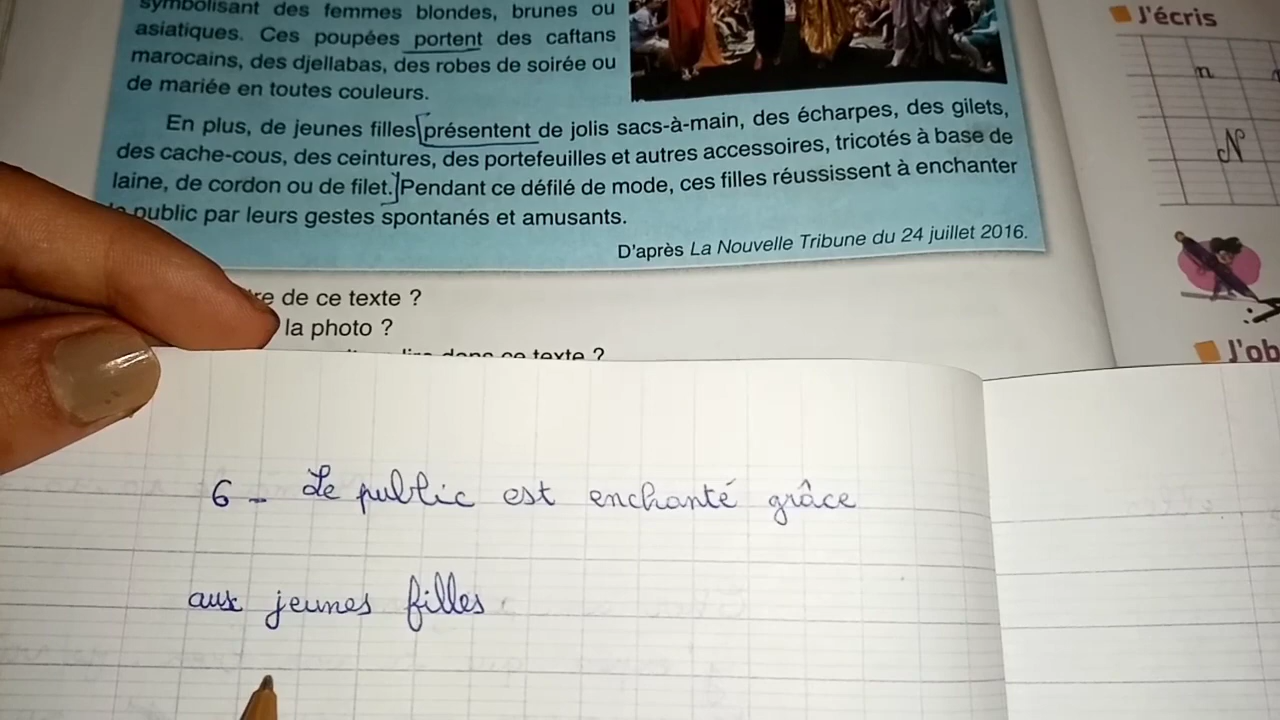 symbolisant des femmes blondes, brunes ou
asiatiques. Ces poupées portent des caftans
marocains, des djellabas, des robes de soirée ou
de mariée en toutes couleurs.
En plus, de jeunes filles présentent de jolis sacs-à-main, des écharpes, des gilets,
des cache-cous, des ceintures, des portefeuilles et autres accessoires, tricotés à base de
laine, de cordon ou de filet. Pendant ce défilé de mode, ces filles réussissent à enchanter
public par leurs gestes spontanés et amusants.
D'après La Nouvelle Tribune du 24 juillet 2016.
de ce texte ?
la photo ?
dans ce texte ?
J'écris
n
N
J'ob
6 - Le public est enchanté grâce
aux jeunes filles